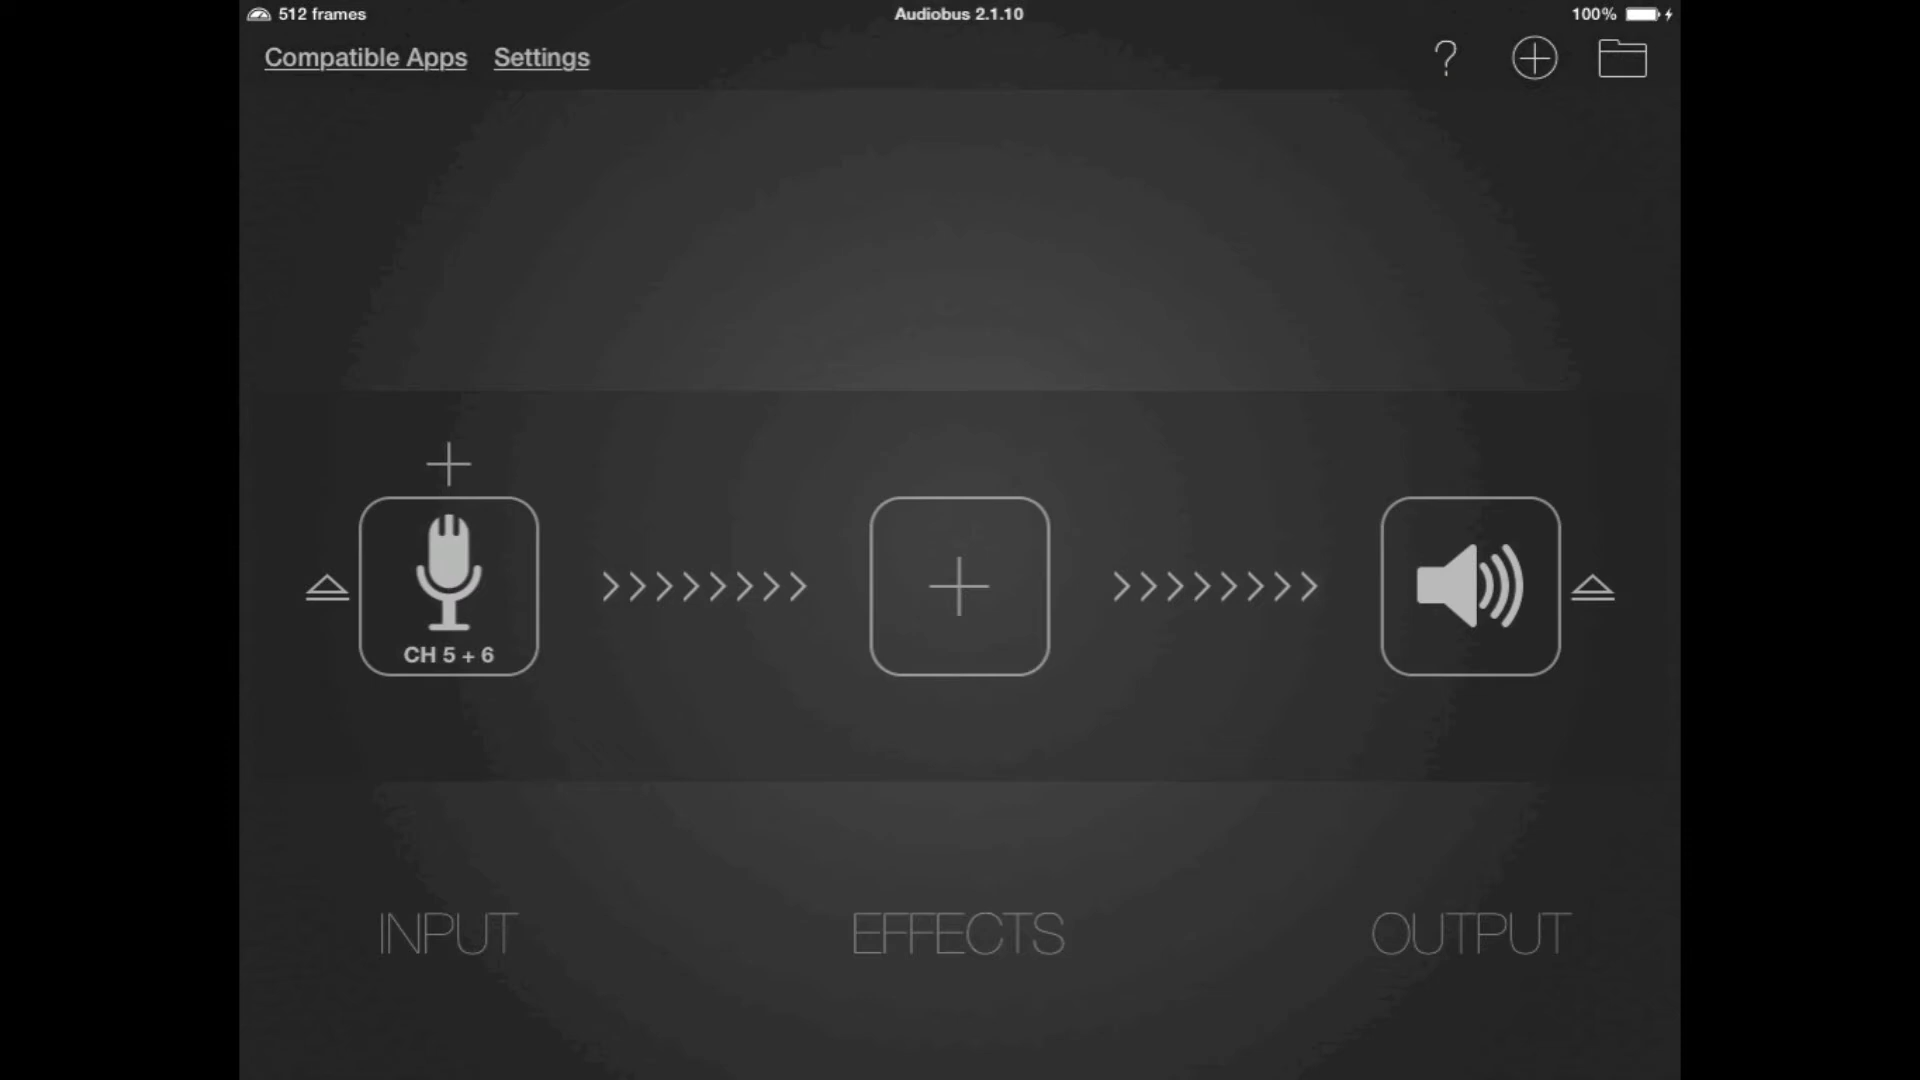 512 frames
Audiobus 2.1.10
100%
Compatible Apps
Settings
?
CH 5 + 6
INPUT
EFFECTS
OUTPUT